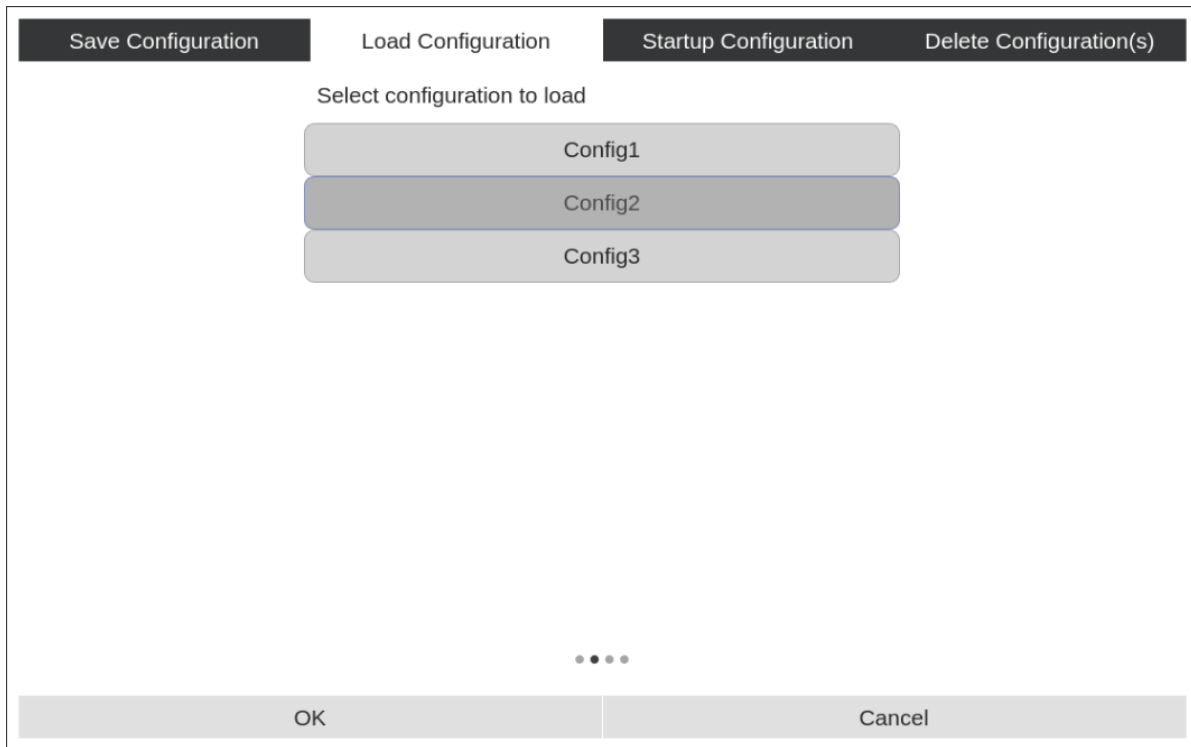 Save Configuration Load Configuration Startup Configuration Delete Configuration(s)
Select configuration to load
Config1
Config2
Config3
OK Cancel